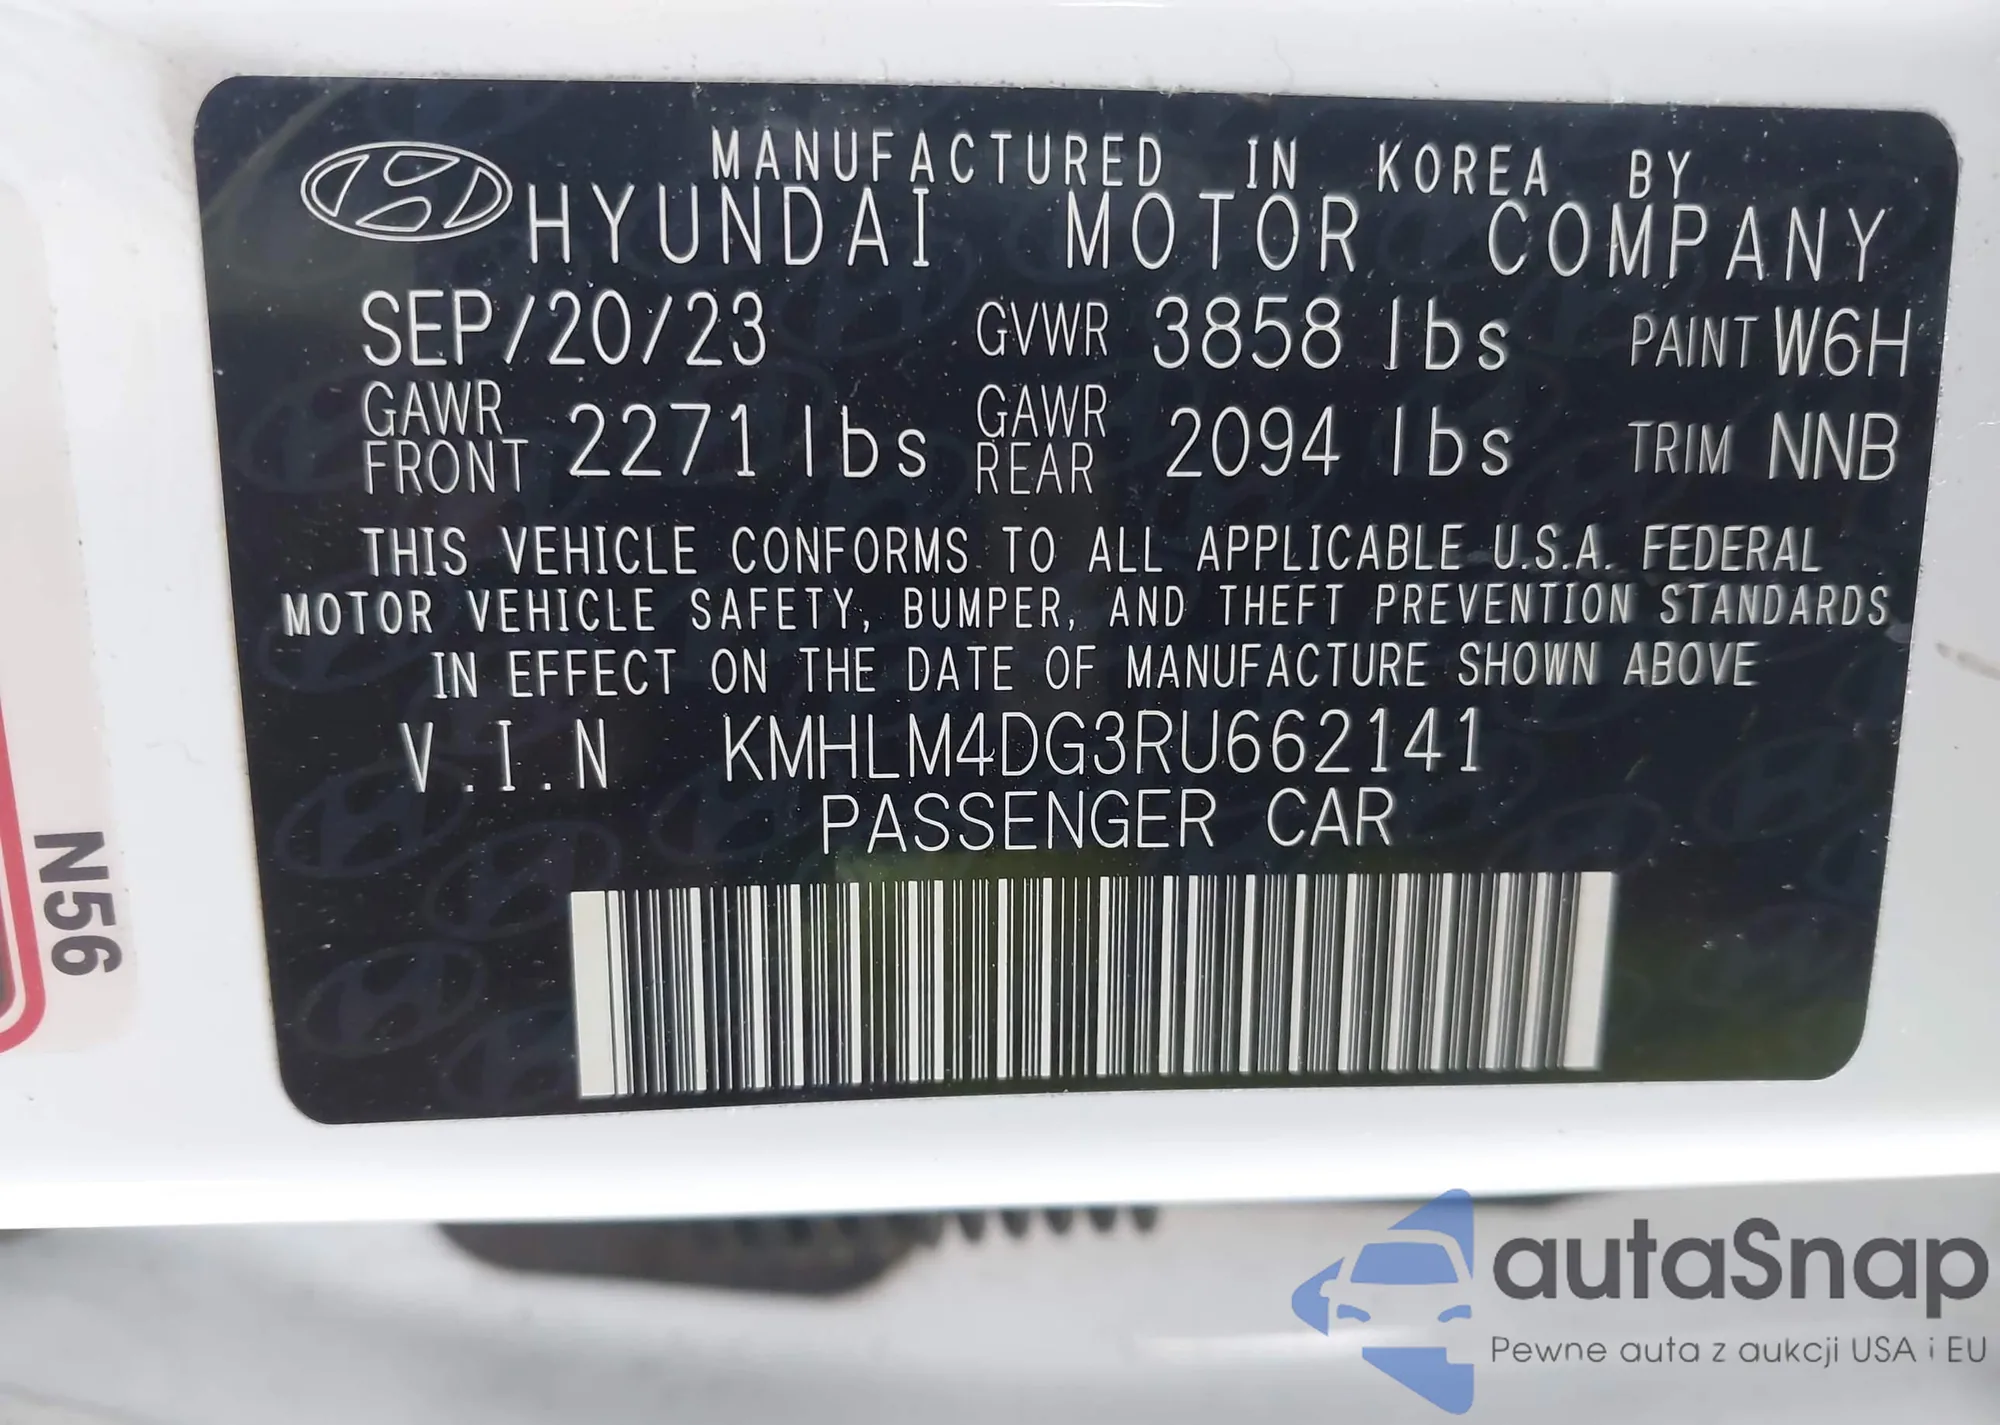 MANUFACTURED IN KOREA BY
HYUNDAI MOTOR COMPANY
SEP/20/23 GVWR 3858 lbs PAINT W6H
GAWR FRONT 2271 lbs GAWR REAR 2094 lbs TRIM NNB
THIS VEHICLE CONFORMS TO ALL APPLICABLE U.S.A. FEDERAL
MOTOR VEHICLE SAFETY, BUMPER, AND THEFT PREVENTION STANDARDS
IN EFFECT ON THE DATE OF MANUFACTURE SHOWN ABOVE
V.I.N KMHLM4DG3RU662141
PASSENGER CAR
N56
autaSnap
Pewne auta z aukcji USA i EU